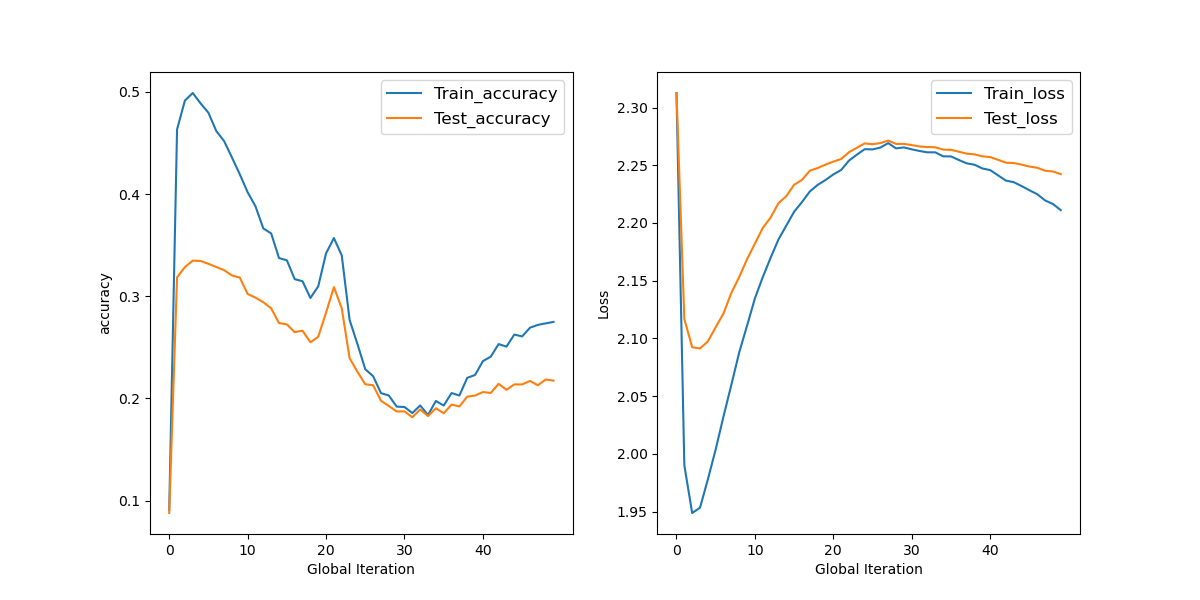 Train_accuracy
Test_accuracy
accuracy
0.5
0.4
0.3
0.2
0.1
0 10 20 30 40
Global Iteration
Train_loss
Test_loss
Loss
2.30
2.25
2.20
2.15
2.10
2.05
2.00
1.95
0 10 20 30 40
Global Iteration